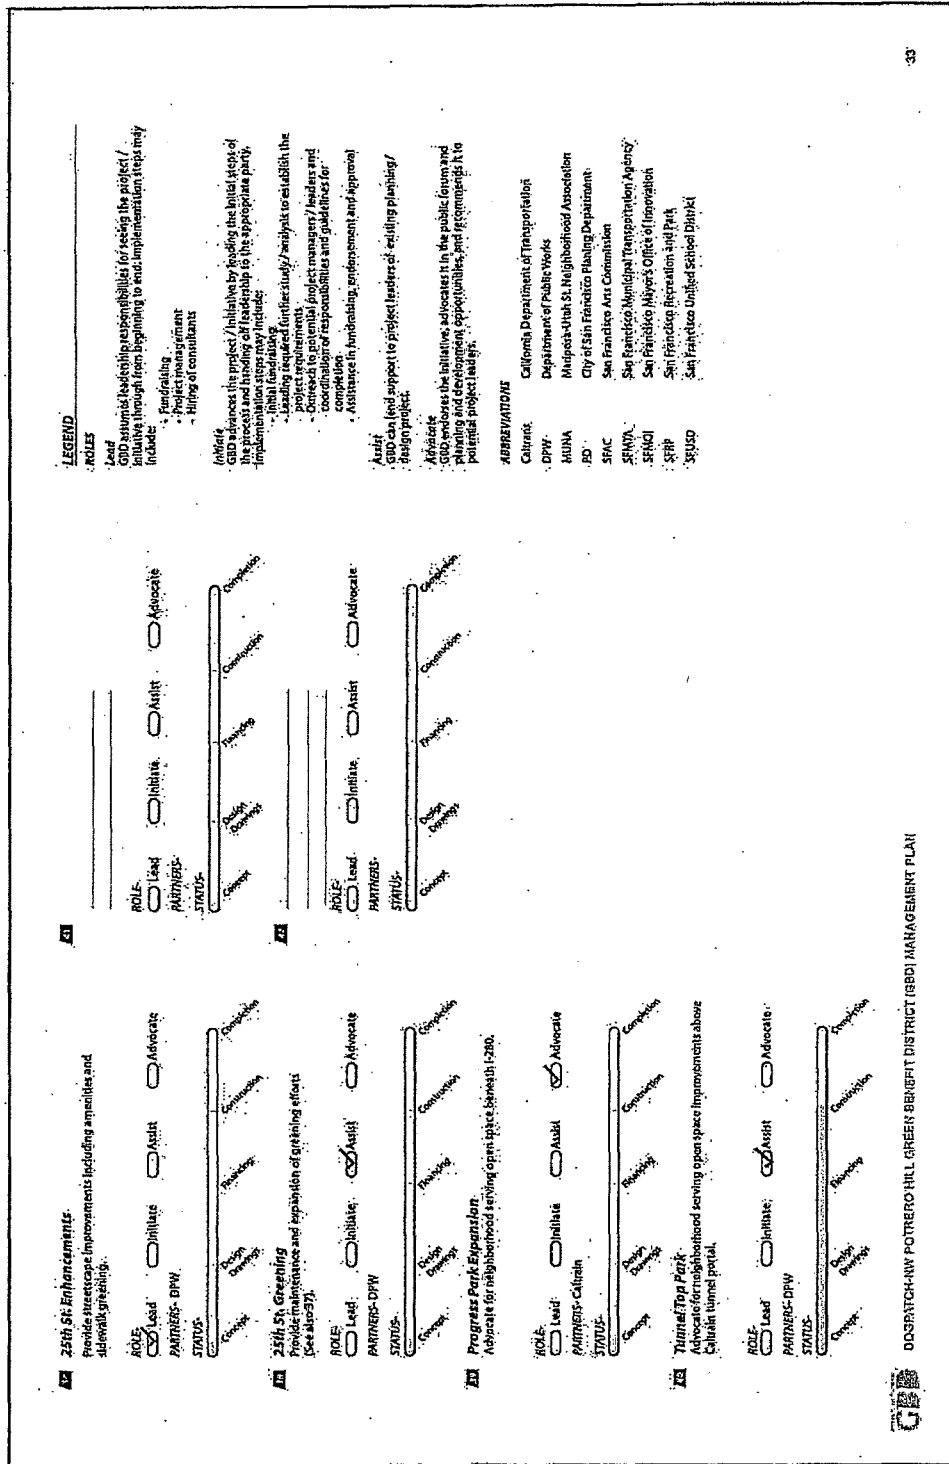 25th St. Enhancements
Provide streetscape improvements including amenities and
sidewalk greening.
ROLE-
Lead Initiate Assist Advocate
PARTNERS- DPW
STATUS-
Concept Design Drawings Financing Construction Completion
25th St. Greening
Provide maintenance and expansion of greening efforts
(See also 37).
ROLE-
Lead Initiate Assist Advocate
PARTNERS- DPW
STATUS-
Concept Design Drawings Financing Construction Completion
Progress Park Expansion
Advocate for neighborhood serving open space beneath I-280.
ROLE-
Lead Initiate Assist Advocate
PARTNERS- Caltrain
STATUS-
Concept Design Drawings Financing Construction Completion
Tunnel Top Park
Advocate for neighborhood serving open space improvements above
Caltrain tunnel portal.
ROLE-
Lead Initiate Assist Advocate
PARTNERS- DPW
STATUS-
Concept Design Drawings Financing Construction Completion
41
ROLE-
Lead Initiate Assist Advocate
PARTNERS-
STATUS-
Concept Design Drawings Financing Construction Completion
42
ROLE-
Lead Initiate Assist Advocate
PARTNERS-
STATUS-
Concept Design Drawings Financing Construction Completion
LEGEND
ROLES
Lead
GBD assumes leadership responsibilities for seeing the project /
initiative through from beginning to end; implementation steps may
include:
• Fundraising
• Project management
- Hiring of consultants
Initiate
GBD advances the project / initiative by leading the initial steps of
the process and handing off leadership to the appropriate party.
Implementation steps may include:
• Initial fundraising
• Leading required further study / analysis to establish the
project requirements
• Outreach to potential project managers / leaders and
coordination of responsibilities and guidelines for
completion
• Assistance in fundraising, endorsement and approval
Assist
GBD can lend support to project leaders of existing planning /
design project.
Advocate
GBD endorses the initiative, advocates it in the public forum and
planning and development opportunities, and recommends it to
potential project leaders.
ABBREVIATIONS
Caltrans California Department of Transportation
DPW Department of Public Works
MUNA Mariposa-Utah St. Neighborhood Association
PD City of San Francisco Planing Department
SFAC San Francisco Arts Commission
SFMTA San Francisco Municipal Transportation Agency
SFMOI San Francisco Mayor's Office of Innovation
SFRP San Francisco Recreation and Park
SFUSD San Francisco Unified School District
GBD DOGPATCH-NW POTRERO HILL GREEN BENEFIT DISTRICT (GBD) MANAGEMENT PLAN
33